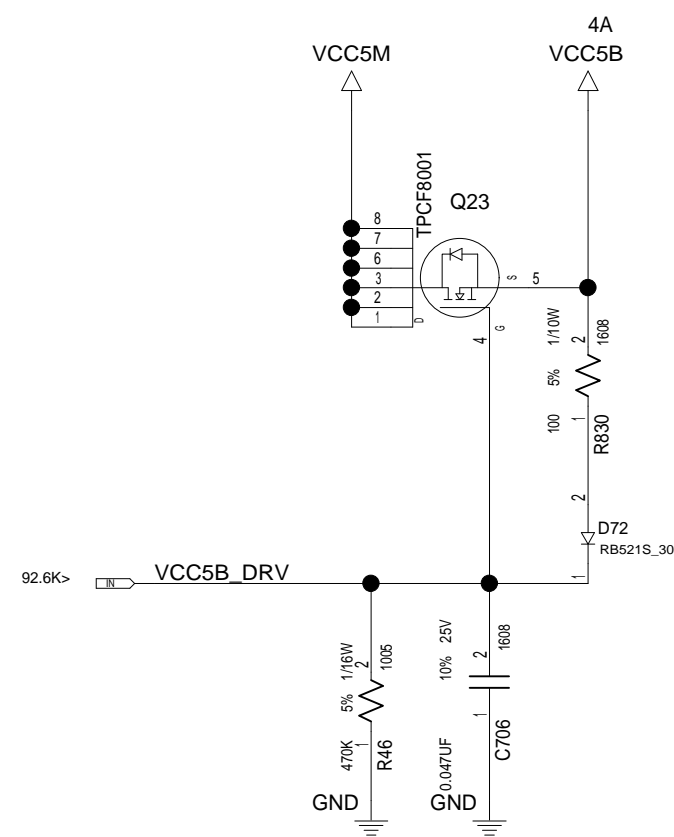 4A
VCC5M
VCC5B
TPCF8001
Q23
8
7
6
3
2
1
D
S
5
4
G
2
1/10W
1608
5%
100
1
R830
2
D72
RB521S_30
1
92.6K>
IN
VCC5B_DRV
2
1/16W
1005
5%
470K
1
R46
2
25V
10%
1608
1
0.047UF
C706
GND
GND